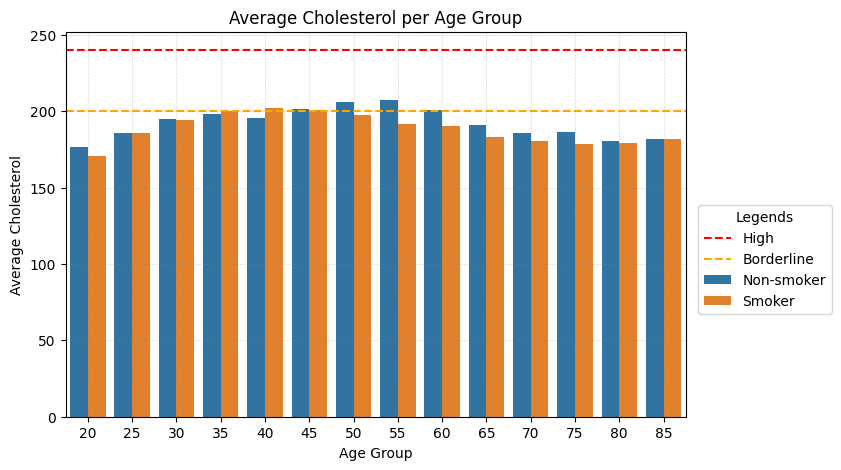 Average Cholesterol per Age Group
Average Cholesterol
250
200
150
100
50
0
20 25 30 35 40 45 50 55 60 65 70 75 80 85
Age Group
Legends
High
Borderline
Non-smoker
Smoker